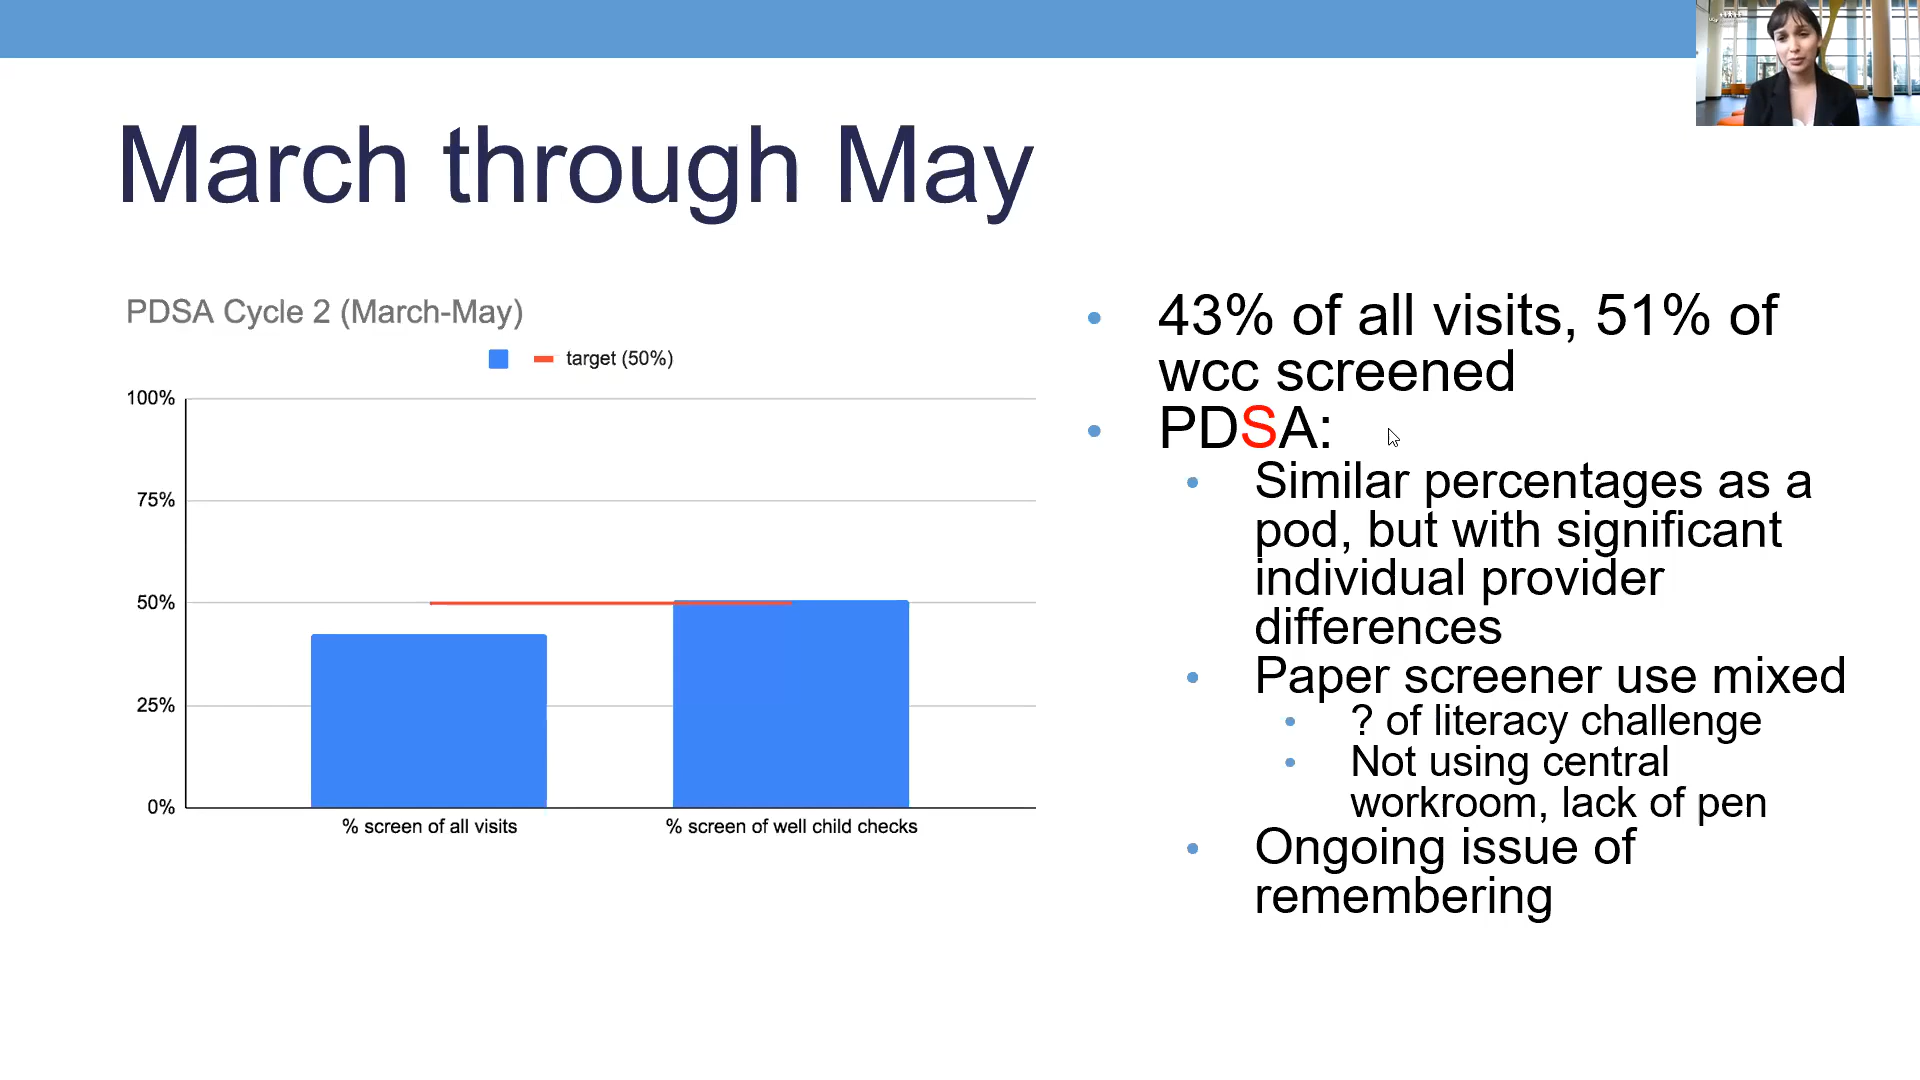 March through May
PDSA Cycle 2 (March-May)
target (50%)
100%
75%
50%
25%
0%
% screen of all visits
% screen of well child checks
43% of all visits, 51% of
wcc screened
PDSA:
Similar percentages as a
pod, but with significant
individual provider
differences
Paper screener use mixed
? of literacy challenge
Not using central
workroom, lack of pen
Ongoing issue of
remembering